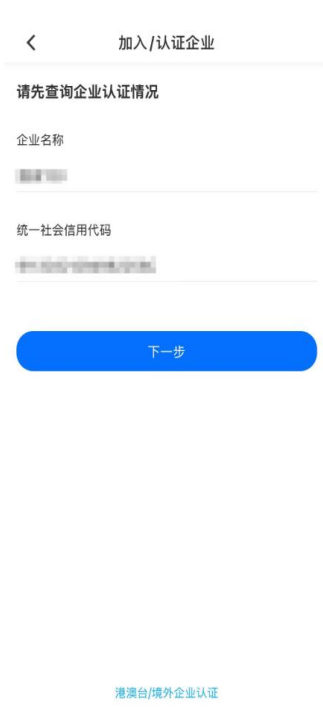 加入/认证企业
请先查询企业认证情况
企业名称
统一社会信用代码
下一步
港澳台/境外企业认证